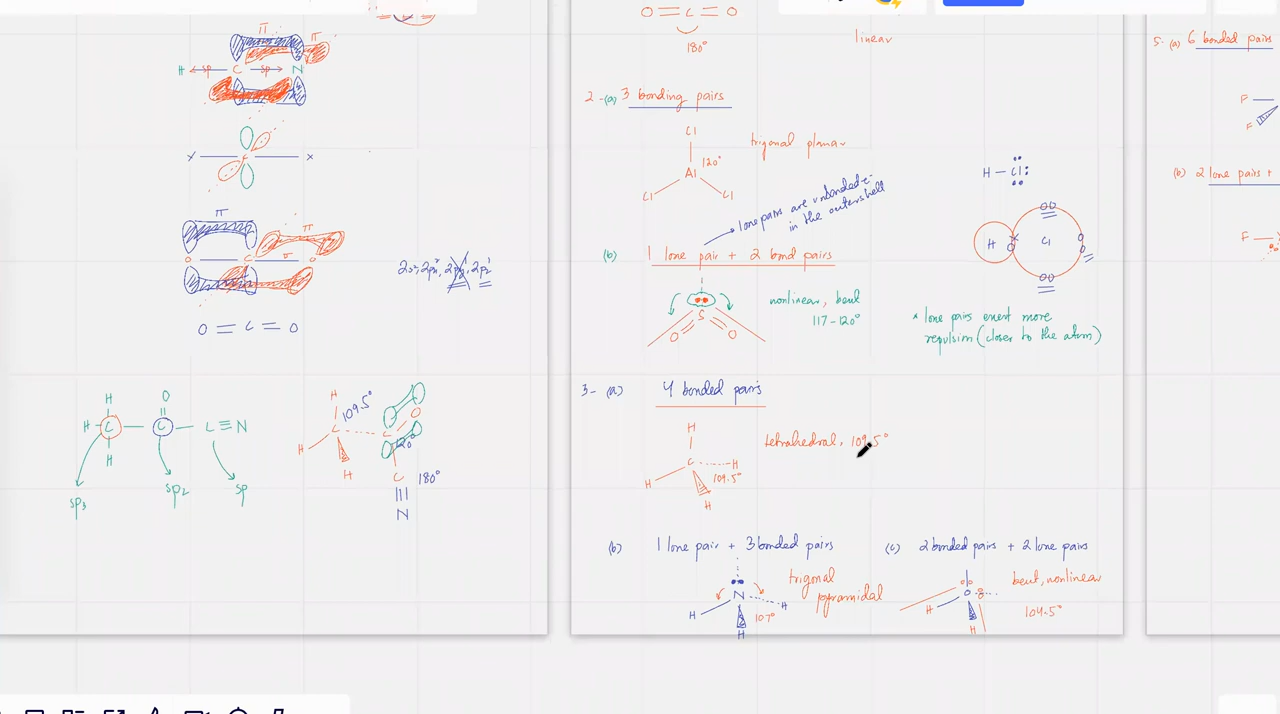 π
π
H sp C sp N
x x
π
π
O C σ O
O = C = O
H O
H - C - C - C ≡ N
H
sp3 sp2 sp
H
109.5°
C
O
H
C
120°
H
C 180°
N
O = C = O
180°
linear
2-(a) 3 bonding pairs
Cl
120°
Al
Cl Cl
trigonal planar
lone pairs are unbonded e-
in the outershell
(b) 1 lone pair + 2 bond pairs
S
O O
nonlinear, bent
117-120°
H - Cl
H Cl
* lone pairs exert more
repulsion (closer to the atom)
3- (a) 4 bonded pairs
H
C H
109.5°
H
H
tetrahedral, 109.5°
(b) 1 lone pair + 3 bonded pairs
N
H H
107°
H
trigonal
pyramidal
(c) 2 bonded pairs + 2 lone pairs
O
H
H
bent, nonlinear
104.5°
5- (a) 6 bonded pairs
F
F
(b) 2 lone pairs +
F